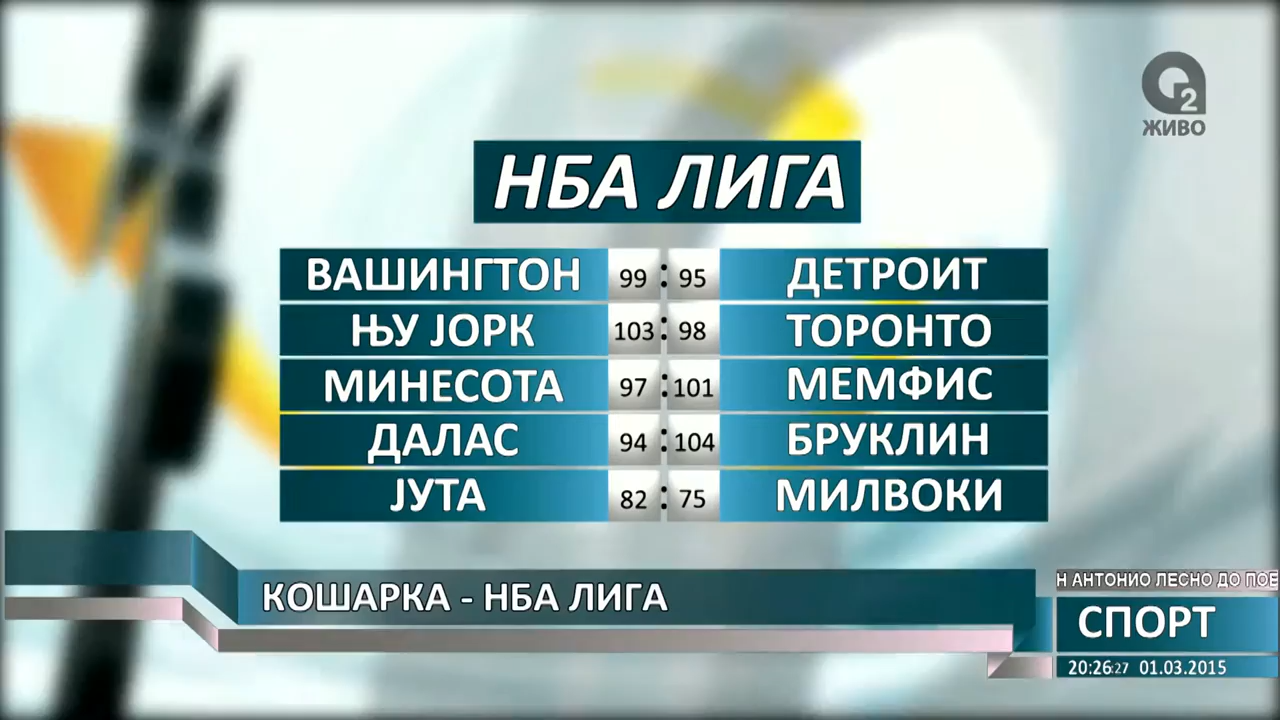 2
ЖИВО
НБА ЛИГА
ВАШИНГТОН 99 : 95 ДЕТРОИТ
ЊУ ЈОРК 103 : 98 ТОРОНТО
МИНЕСОТА 97 : 101 МЕМФИС
ДАЛАС 94 : 104 БРУКЛИН
ЈУТА 82 : 75 МИЛВОКИ
КОШАРКА - НБА ЛИГА
Н АНТОНИО ЛЕСНО ДО ПОЕ
СПОРТ
20:26:27 01.03.2015